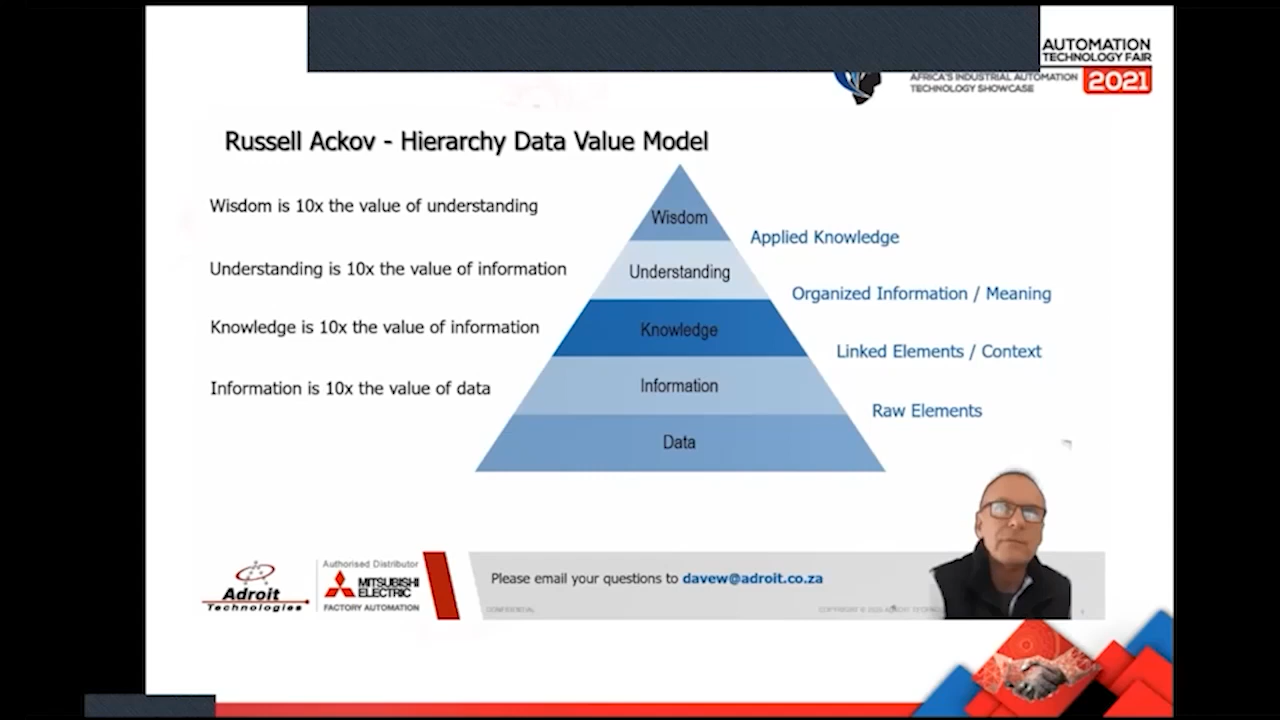 AUTOMATION
TECHNOLOGY FAIR
AFRICA'S INDUSTRIAL AUTOMATION
TECHNOLOGY SHOWCASE
2021
Russell Ackov - Hierarchy Data Value Model
Wisdom is 10x the value of understanding
Wisdom
Applied Knowledge
Understanding is 10x the value of information
Understanding
Organized Information / Meaning
Knowledge is 10x the value of information
Knowledge
Linked Elements / Context
Information is 10x the value of data
Information
Raw Elements
Data
Adroit
Technologies
Authorised Distributor
MITSUBISHI
ELECTRIC
FACTORY AUTOMATION
Please email your questions to davew@adroit.co.za
CONFIDENTIAL